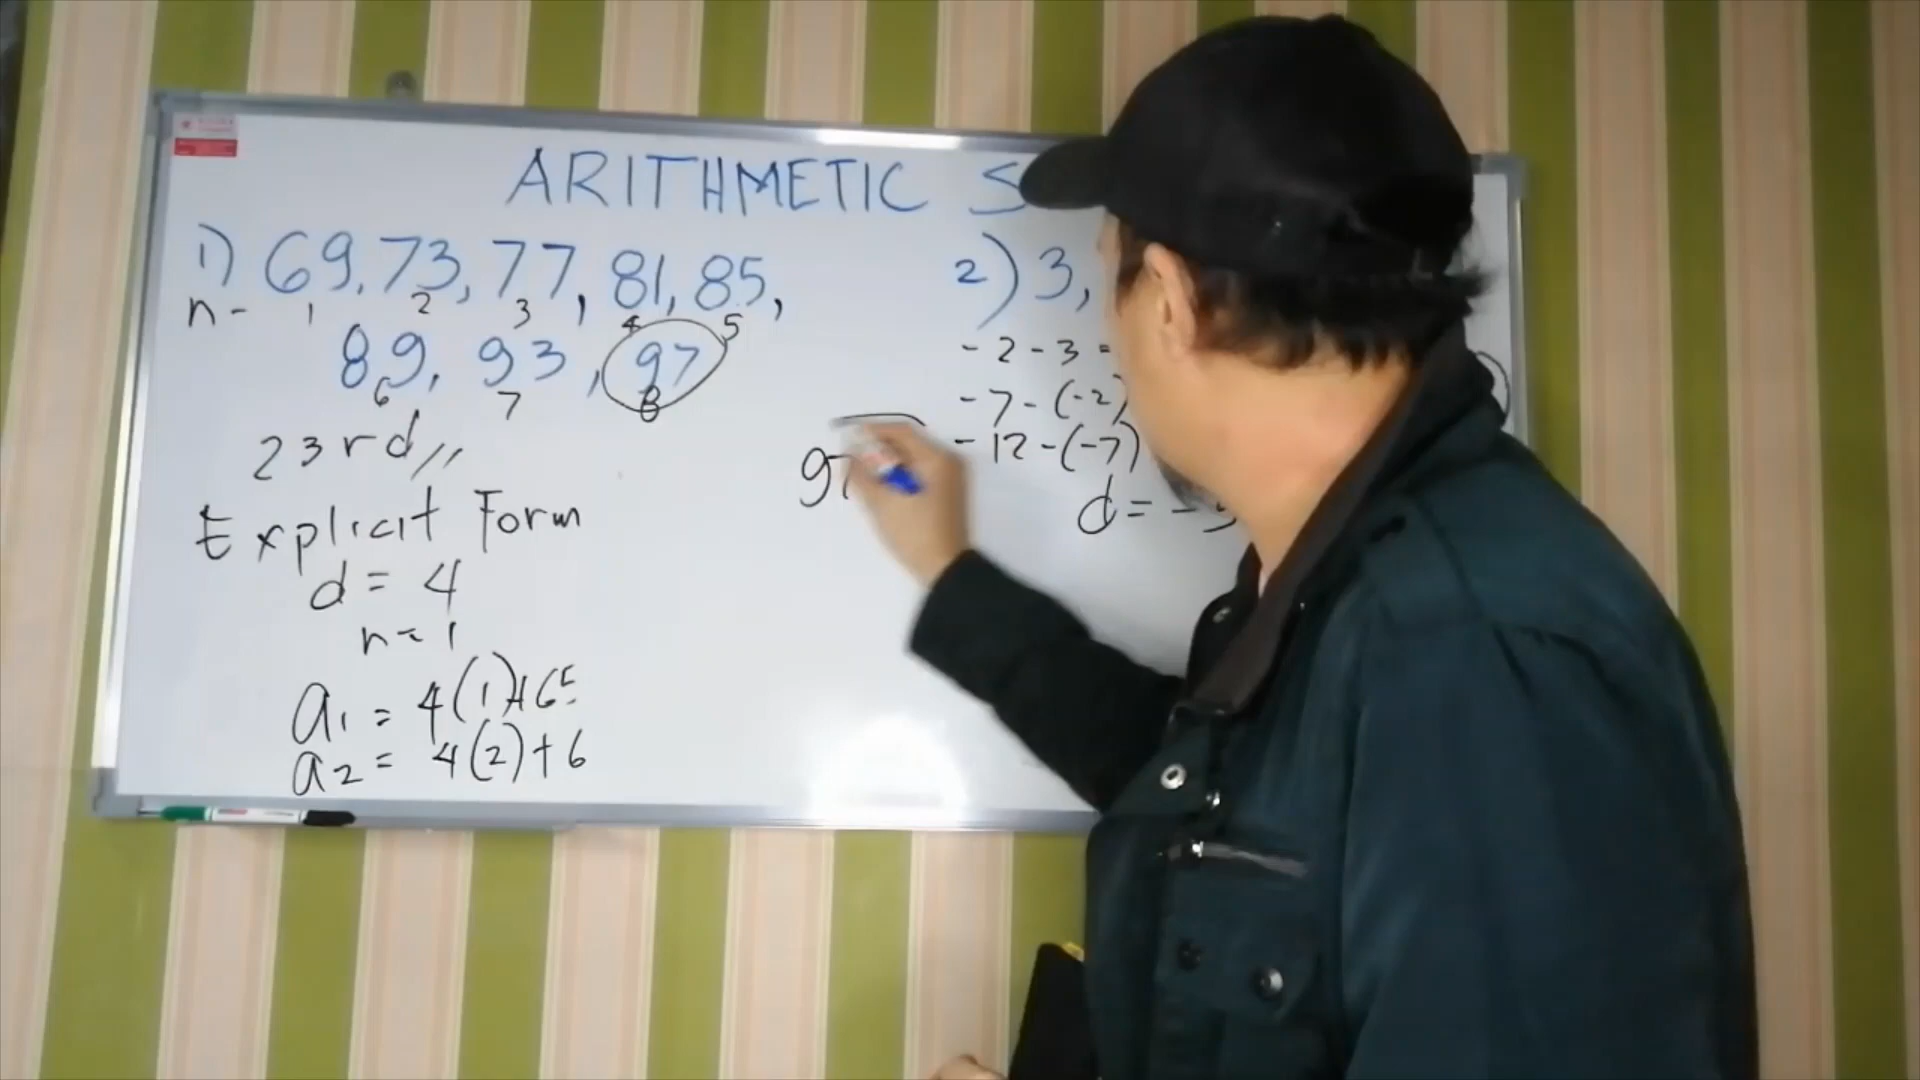 ARITHMETIC S
1) 69, 73, 77, 81, 85,
n - 1 2 3 4 5
89, 93, 97
6 7 8
23rd,,
Explicit Form
d = 4
n = 1
a1 = 4(1)+65
a2 = 4(2)+6
97
2) 3,
-2-3 =
-7-(-2)
-12-(-7)
d = -5